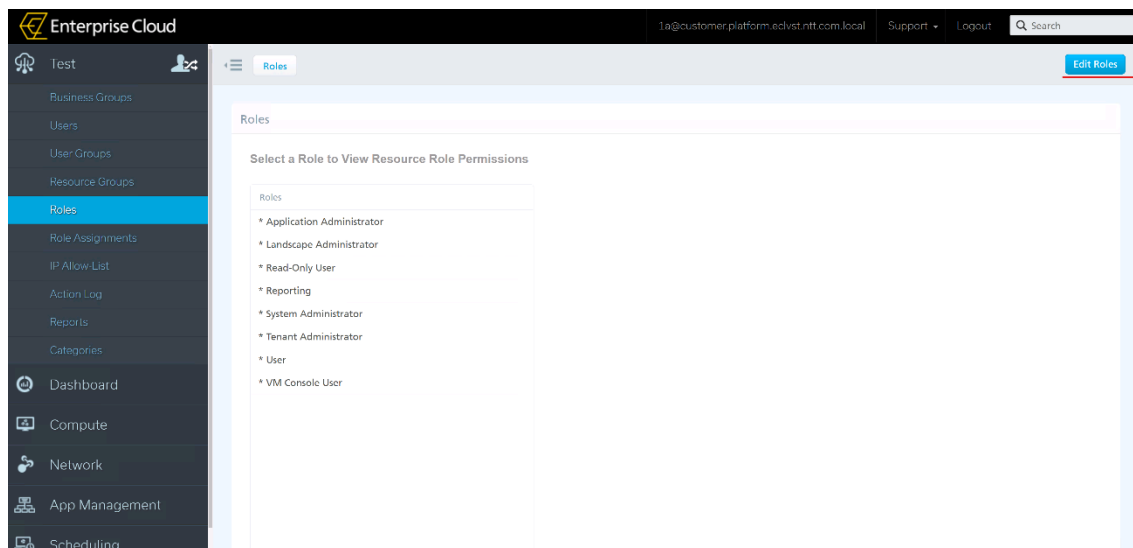 Enterprise Cloud
1a@customer.platform.eclvst.ntt.com.local
Support
Logout
Search
Test
Business Groups
Users
User Groups
Resource Groups
Roles
Role Assignments
IP Allow-List
Action Log
Reports
Categories
Dashboard
Compute
Network
App Management
Scheduling
Roles
Edit Roles
Roles
Select a Role to View Resource Role Permissions
Roles
* Application Administrator
* Landscape Administrator
* Read-Only User
* Reporting
* System Administrator
* Tenant Administrator
* User
* VM Console User